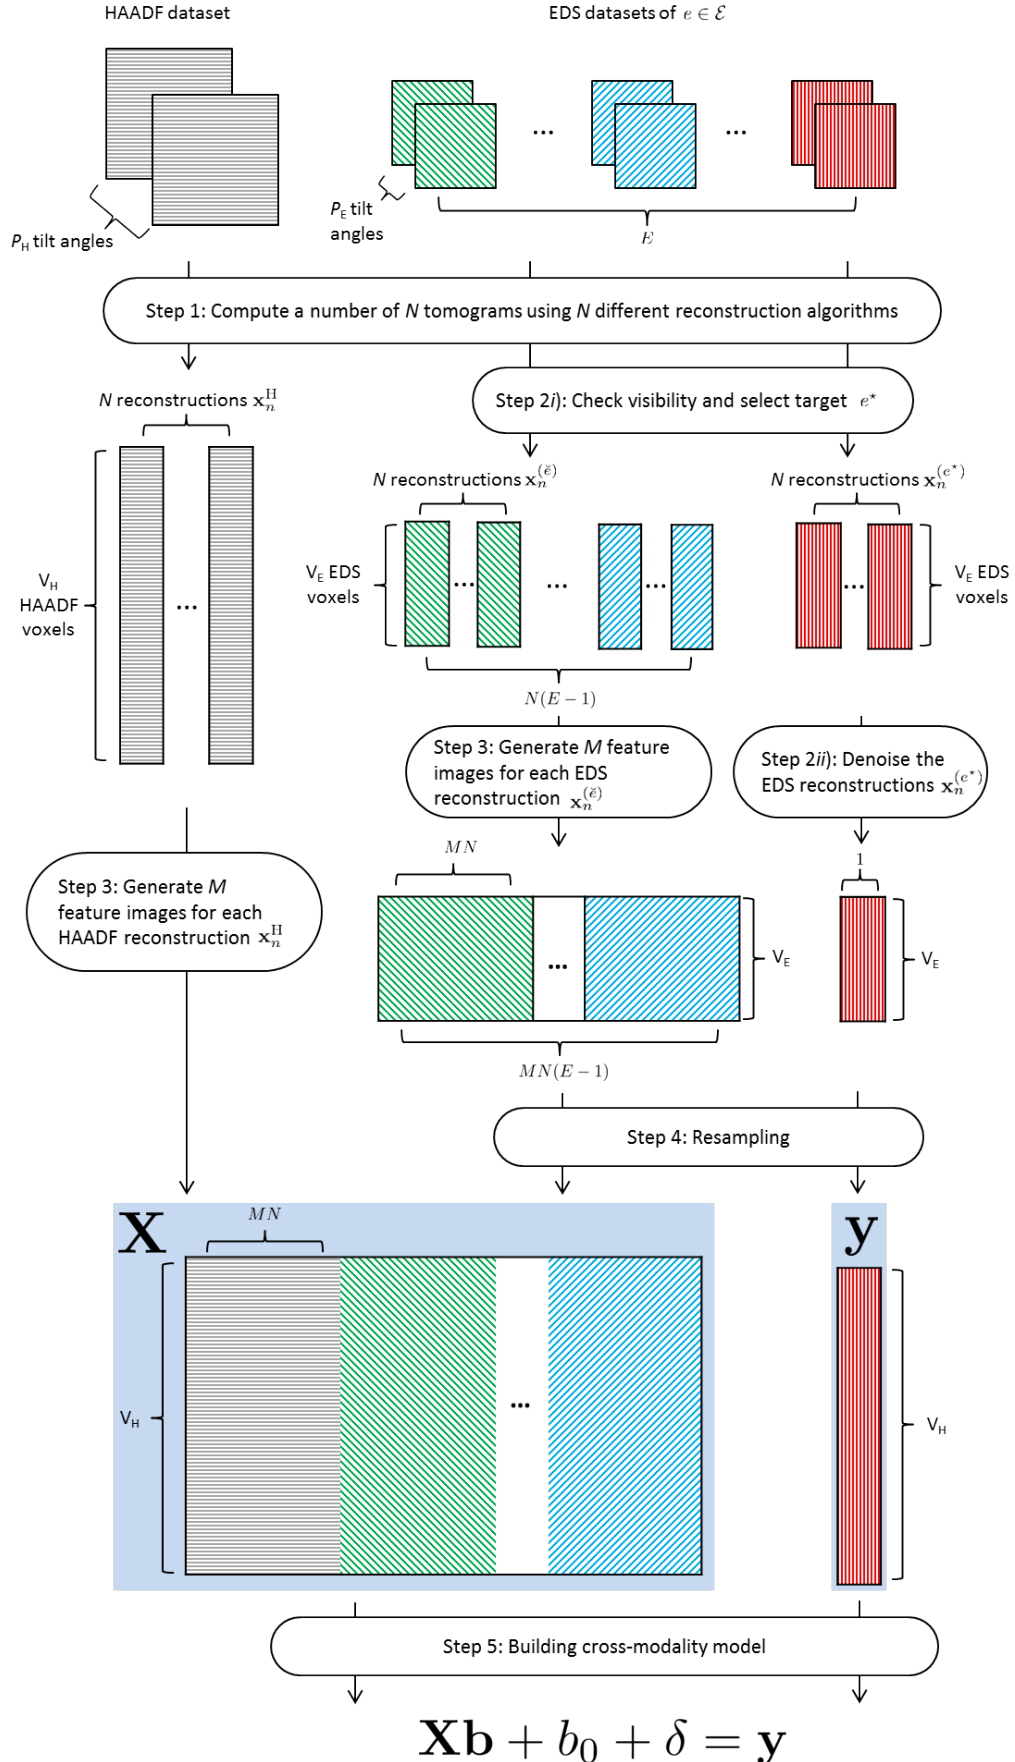 HAADF dataset
EDS datasets of e ∈ ℰ
...
...
P_E tilt
angles
E
P_H tilt angles
Step 1: Compute a number of N tomograms using N different reconstruction algorithms
N reconstructions x_n^H
Step 2i): Check visibility and select target e⋆
N reconstructions x_n^(ĕ)
N reconstructions x_n^(e⋆)
V_H
HAADF
voxels
...
V_E EDS
voxels
...
...
...
...
V_E EDS
voxels
N(E − 1)
Step 3: Generate M feature
images for each EDS
reconstruction x_n^(ĕ)
Step 2ii): Denoise the
EDS reconstructions x_n^(e⋆)
Step 3: Generate M
feature images for each
HAADF reconstruction x_n^H
MN
1
...
V_E
V_E
MN(E − 1)
Step 4: Resampling
X
MN
y
V_H
...
V_H
Step 5: Building cross-modality model
Xb + b_0 + δ = y